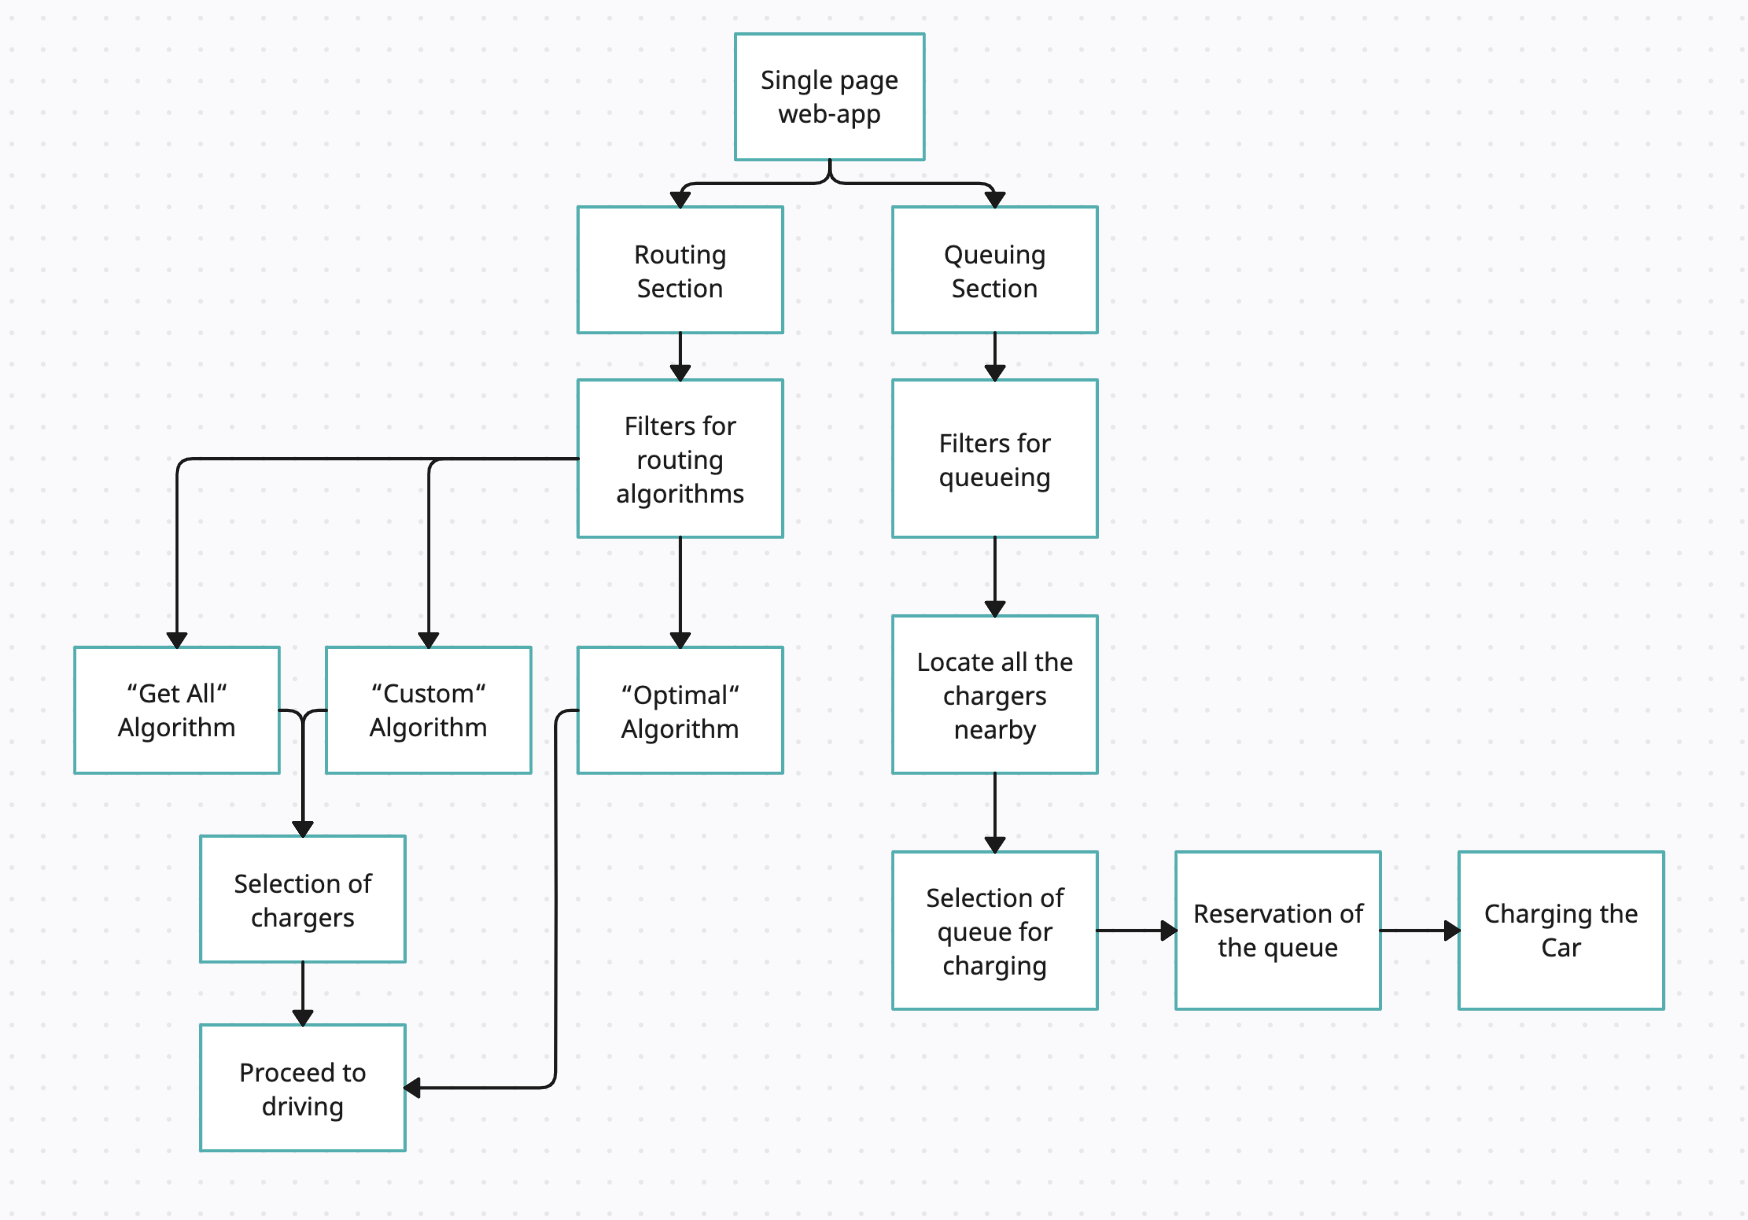 Single page
web-app
Routing
Section
Queuing
Section
Filters for
routing
algorithms
Filters for
queueing
“Get All“
Algorithm
“Custom“
Algorithm
“Optimal“
Algorithm
Locate all the
chargers
nearby
Selection of
chargers
Selection of
queue for
charging
Reservation of
the queue
Charging the
Car
Proceed to
driving